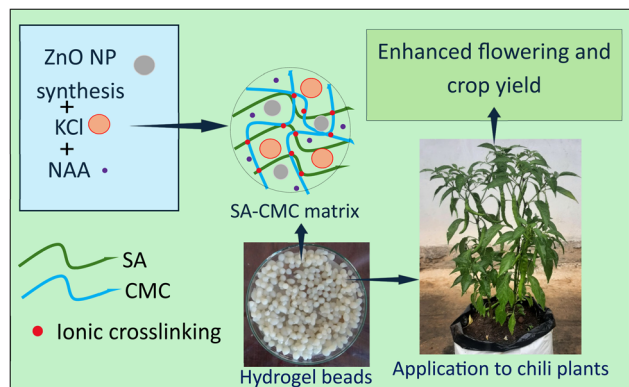 ZnO NP
synthesis
+
KCl
+
NAA
SA-CMC matrix
Enhanced flowering and
crop yield
SA
CMC
Ionic crosslinking
Hydrogel beads
Application to chili plants